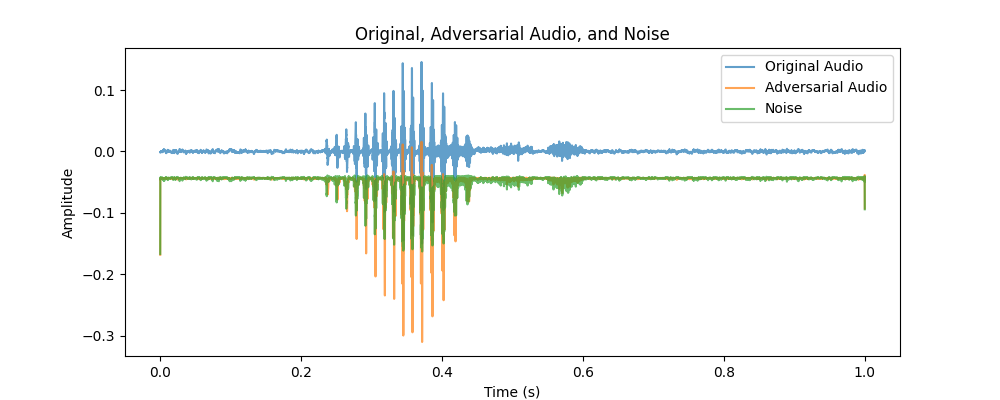 Original, Adversarial Audio, and Noise
Original Audio
Adversarial Audio
Noise
Amplitude
0.1
0.0
−0.1
−0.2
−0.3
0.0
0.2
0.4
0.6
0.8
1.0
Time (s)